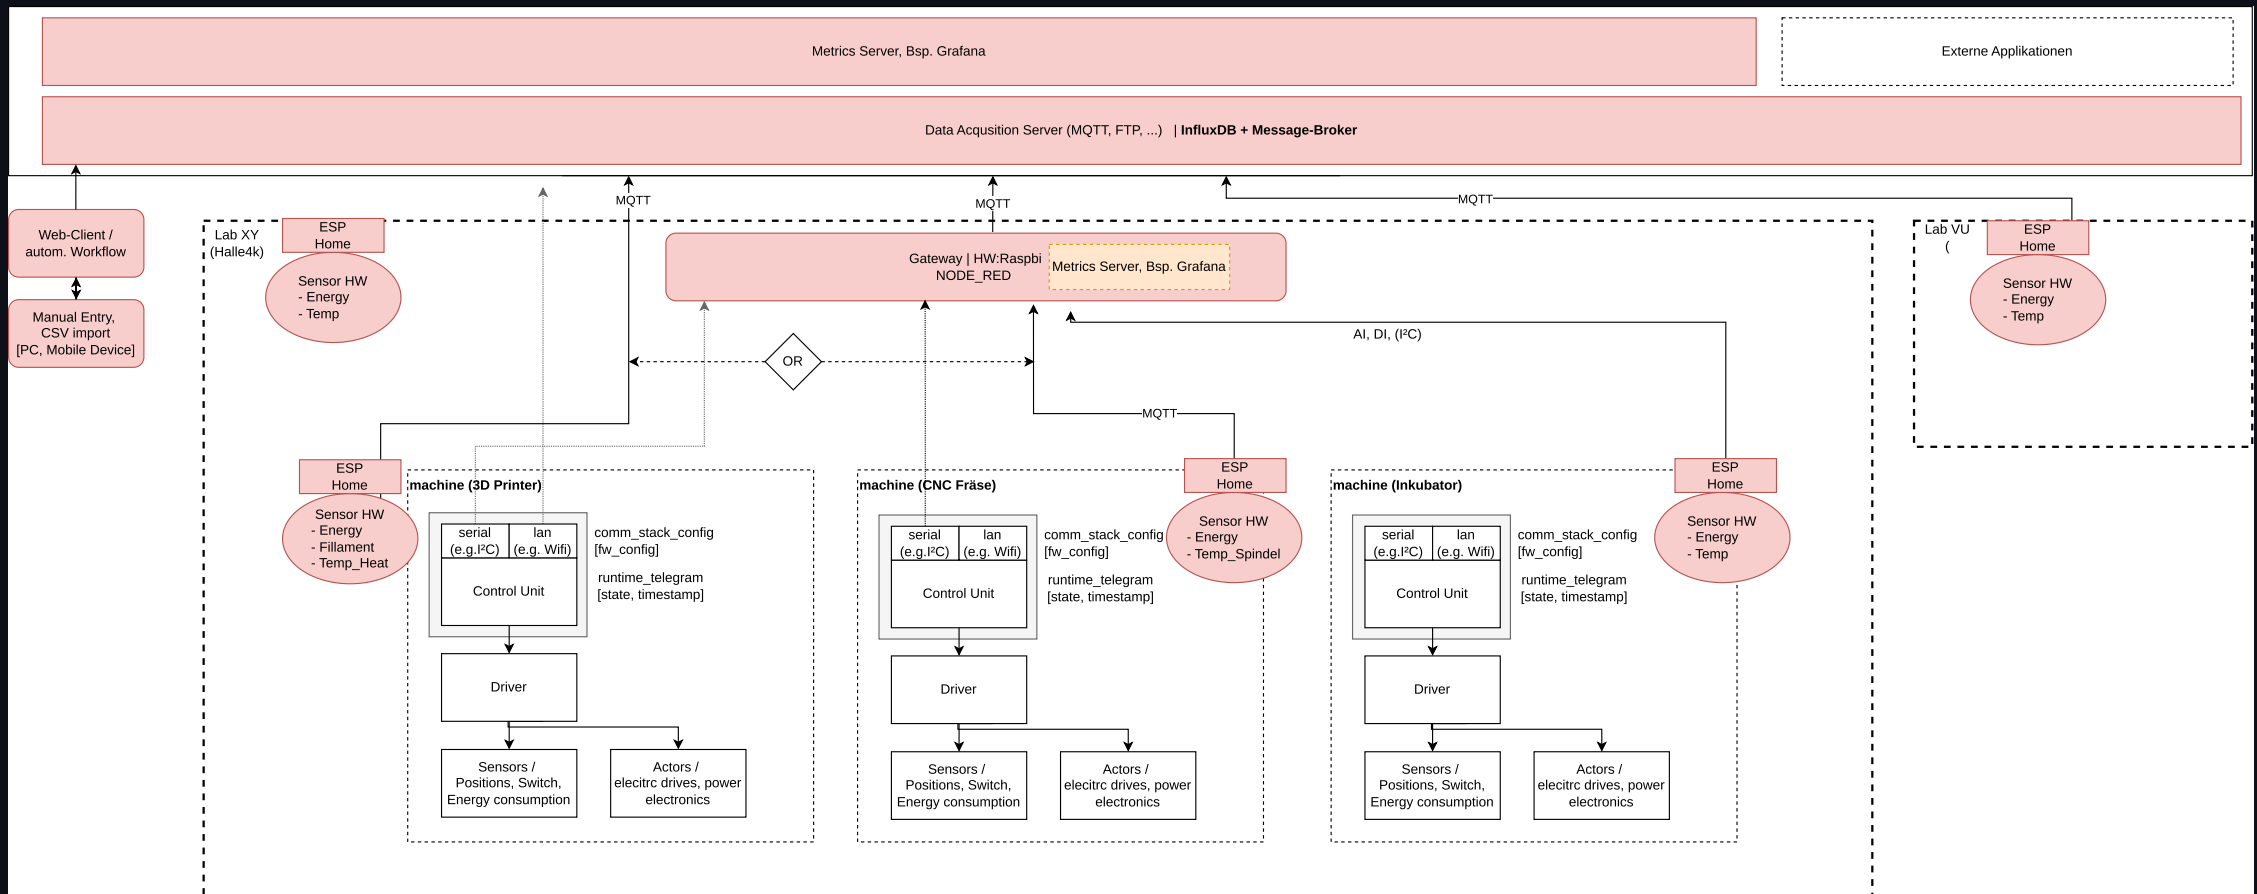 Metrics Server, Bsp. Grafana
Externe Applikationen
Data Acqusition Server (MQTT, FTP, ...)   | InfluxDB + Message-Broker
MQTT
MQTT
MQTT
Web-Client /
autom. Workflow
Manual Entry,
CSV import
[PC, Mobile Device]
Lab XY
(Halle4k)
ESP
Home
Sensor HW
- Energy
- Temp
Gateway | HW:Raspbi
NODE_RED
Metrics Server, Bsp. Grafana
Lab VU
(
ESP
Home
Sensor HW
- Energy
- Temp
AI, DI, (I²C)
OR
MQTT
ESP
Home
Sensor HW
- Energy
- Fillament
- Temp_Heat
machine (3D Printer)
serial
(e.g.I²C)
lan
(e.g. Wifi)
Control Unit
comm_stack_config
[fw_config]
runtime_telegram
[state, timestamp]
Driver
Sensors /
Positions, Switch,
Energy consumption
Actors /
elecitrc drives, power
electronics
machine (CNC Fräse)
ESP
Home
Sensor HW
- Energy
- Temp_Spindel
serial
(e.g.I²C)
lan
(e.g. Wifi)
Control Unit
comm_stack_config
[fw_config]
runtime_telegram
[state, timestamp]
Driver
Sensors /
Positions, Switch,
Energy consumption
Actors /
elecitrc drives, power
electronics
machine (Inkubator)
ESP
Home
Sensor HW
- Energy
- Temp
serial
(e.g.I²C)
lan
(e.g. Wifi)
Control Unit
comm_stack_config
[fw_config]
runtime_telegram
[state, timestamp]
Driver
Sensors /
Positions, Switch,
Energy consumption
Actors /
elecitrc drives, power
electronics